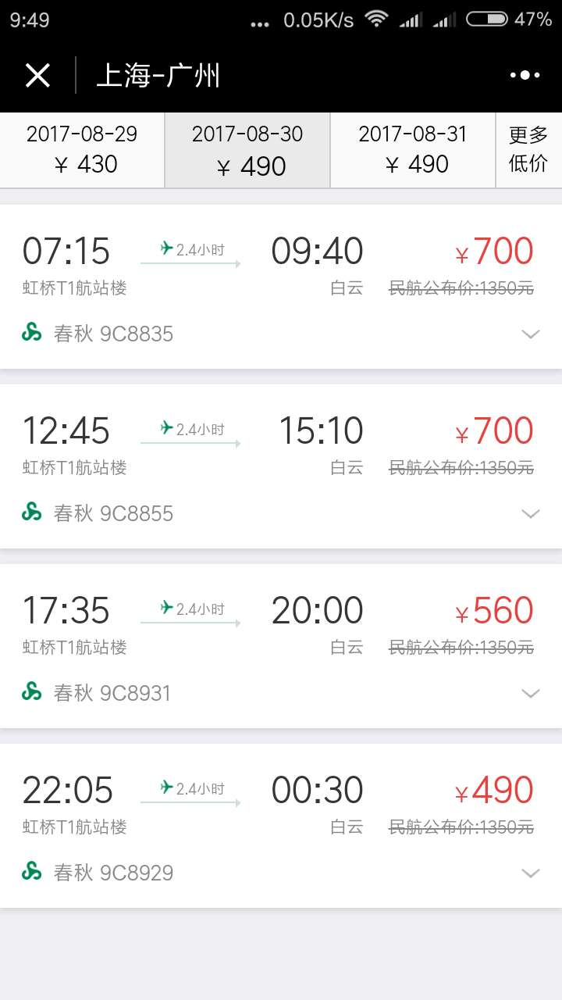 9:49 ... 0.05K/s 47%
上海-广州
2017-08-29 2017-08-30 2017-08-31 更多
¥ 430 ¥ 490 ¥ 490 低价
07:15 2.4小时 09:40 ¥700
虹桥T1航站楼 白云 民航公布价:1350元
春秋 9C8835
12:45 2.4小时 15:10 ¥700
虹桥T1航站楼 白云 民航公布价:1350元
春秋 9C8855
17:35 2.4小时 20:00 ¥560
虹桥T1航站楼 白云 民航公布价:1350元
春秋 9C8931
22:05 2.4小时 00:30 ¥490
虹桥T1航站楼 白云 民航公布价:1350元
春秋 9C8929